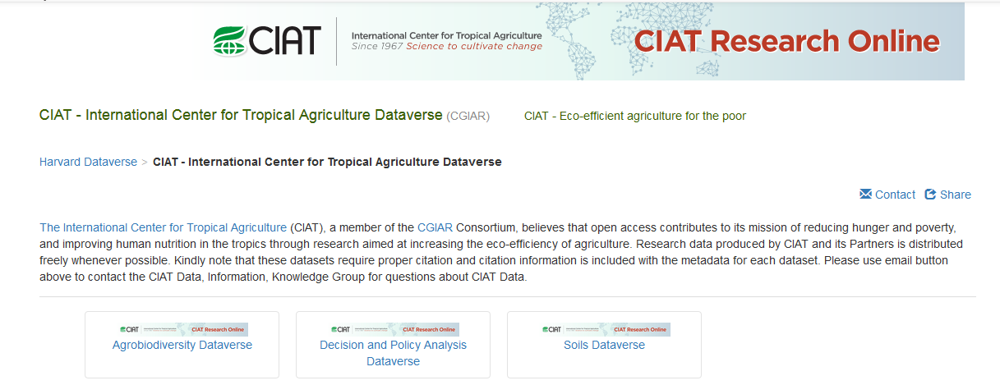 CIAT
International Center for Tropical Agriculture
Since 1967 Science to cultivate change
CIAT Research Online
CIAT - International Center for Tropical Agriculture Dataverse (CGIAR)
CIAT - Eco-efficient agriculture for the poor
Harvard Dataverse > CIAT - International Center for Tropical Agriculture Dataverse
Contact Share
The International Center for Tropical Agriculture (CIAT), a member of the CGIAR Consortium, believes that open access contributes to its mission of reducing hunger and poverty,
and improving human nutrition in the tropics through research aimed at increasing the eco-efficiency of agriculture. Research data produced by CIAT and its Partners is distributed
freely whenever possible. Kindly note that these datasets require proper citation and citation information is included with the metadata for each dataset. Please use email button
above to contact the CIAT Data, Information, Knowledge Group for questions about CIAT Data.
CIAT CIAT Research Online
Agrobiodiversity Dataverse
CIAT CIAT Research Online
Decision and Policy Analysis
Dataverse
CIAT CIAT Research Online
Soils Dataverse